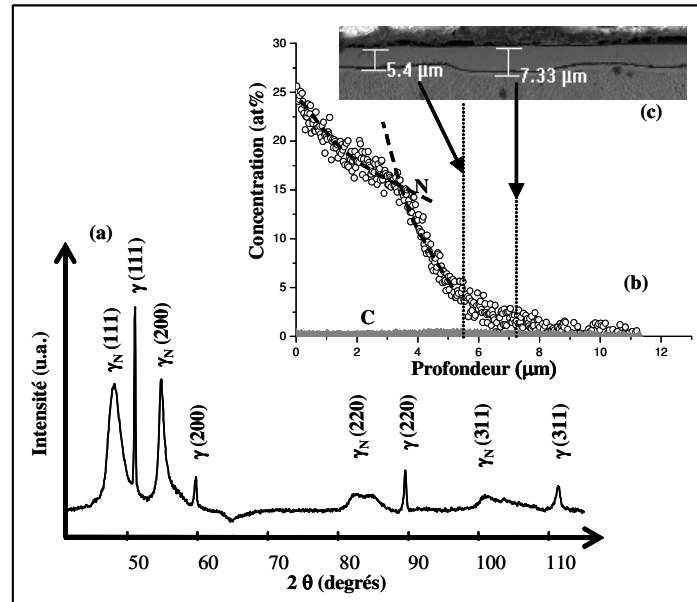 30
25
20
15
10
5
0
Concentration (at%)
5.4 µm
7.33 µm
(c)
N
(b)
C
0 2 4 6 8 10 12
Profondeur (µm)
(a)
Intensité (u.a.)
γN (111)
γ (111)
γN (200)
γ (200)
γN (220)
γ (220)
γN (311)
γ (311)
50 60 70 80 90 100 110
2 θ (degrés)